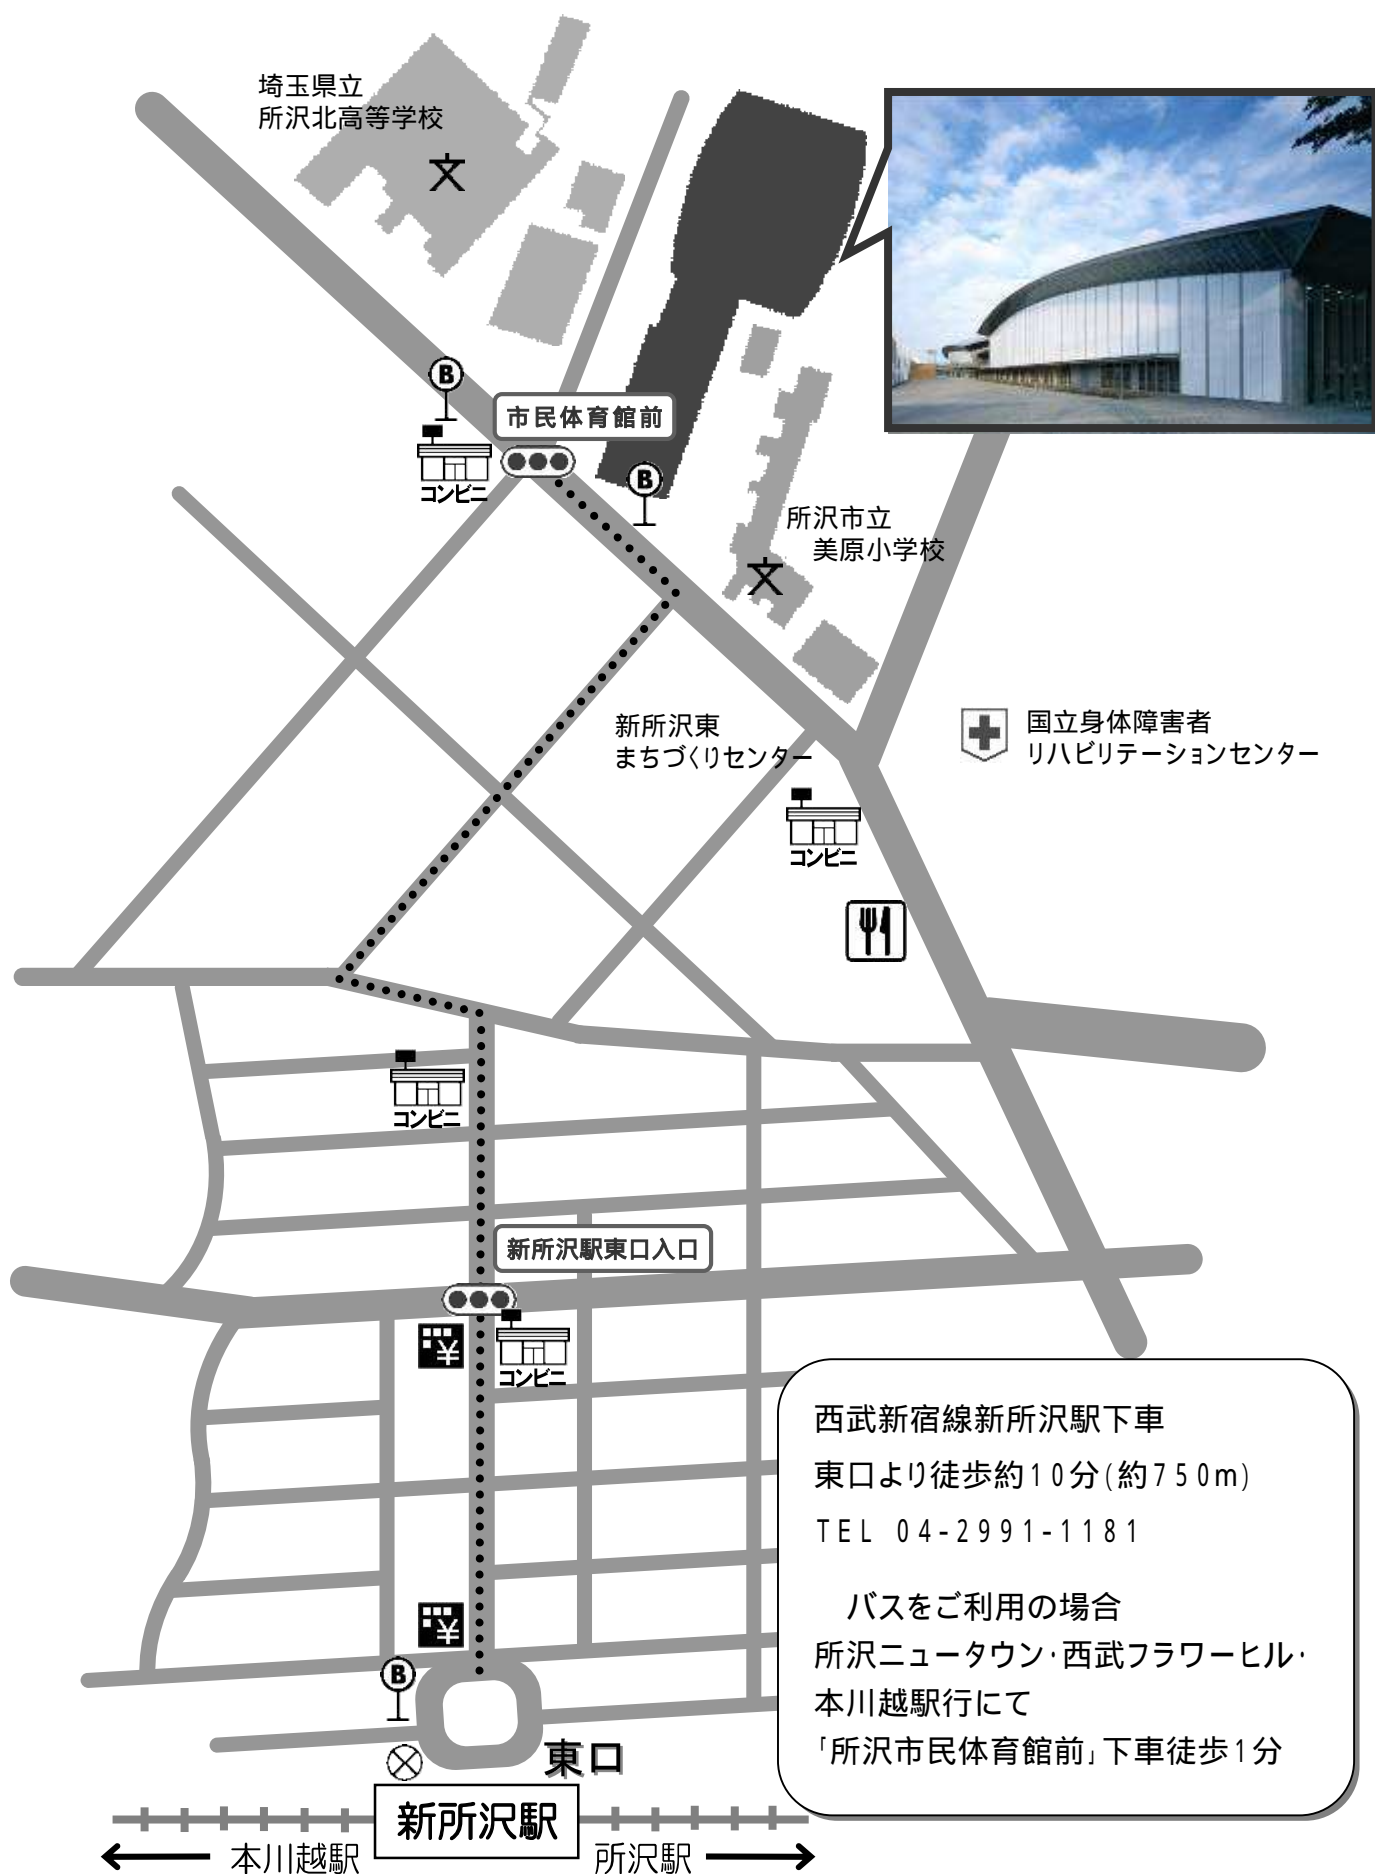 埼玉県立
所沢北高等学校
文
B
市民体育館前
コンビニ
B
所沢市立
美原小学校
文
新所沢東
まちづくりセンター
国立身体障害者
リハビリテーションセンター
コンビニ
コンビニ
新所沢駅東口入口
¥
コンビニ
¥
B
東口
新所沢駅
本川越駅
所沢駅
西武新宿線新所沢駅下車
東口より徒歩約10分(約750m)
TEL 04-2991-1181
バスをご利用の場合
所沢ニュータウン・西武フラワーヒル・
本川越駅行にて
「所沢市民体育館前」下車徒歩1分